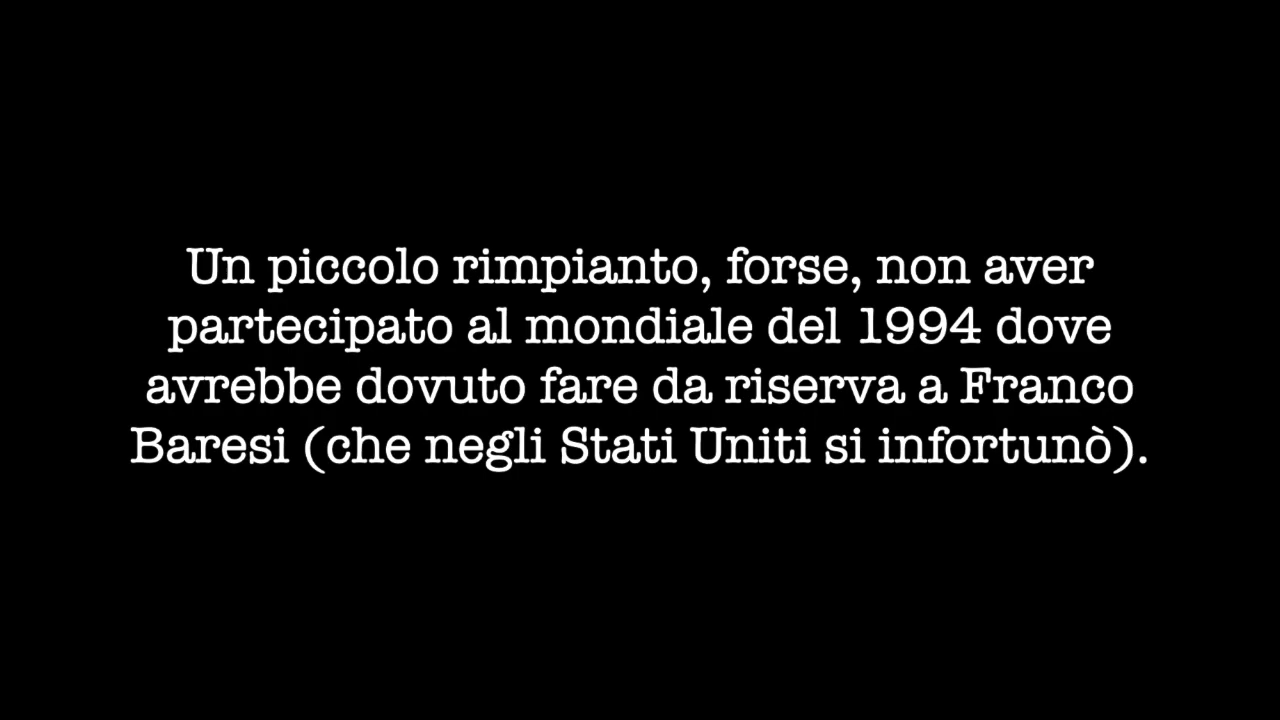 Un piccolo rimpianto, forse, non aver
partecipato al mondiale del 1994 dove
avrebbe dovuto fare da riserva a Franco
Baresi (che negli Stati Uniti si infortunò).